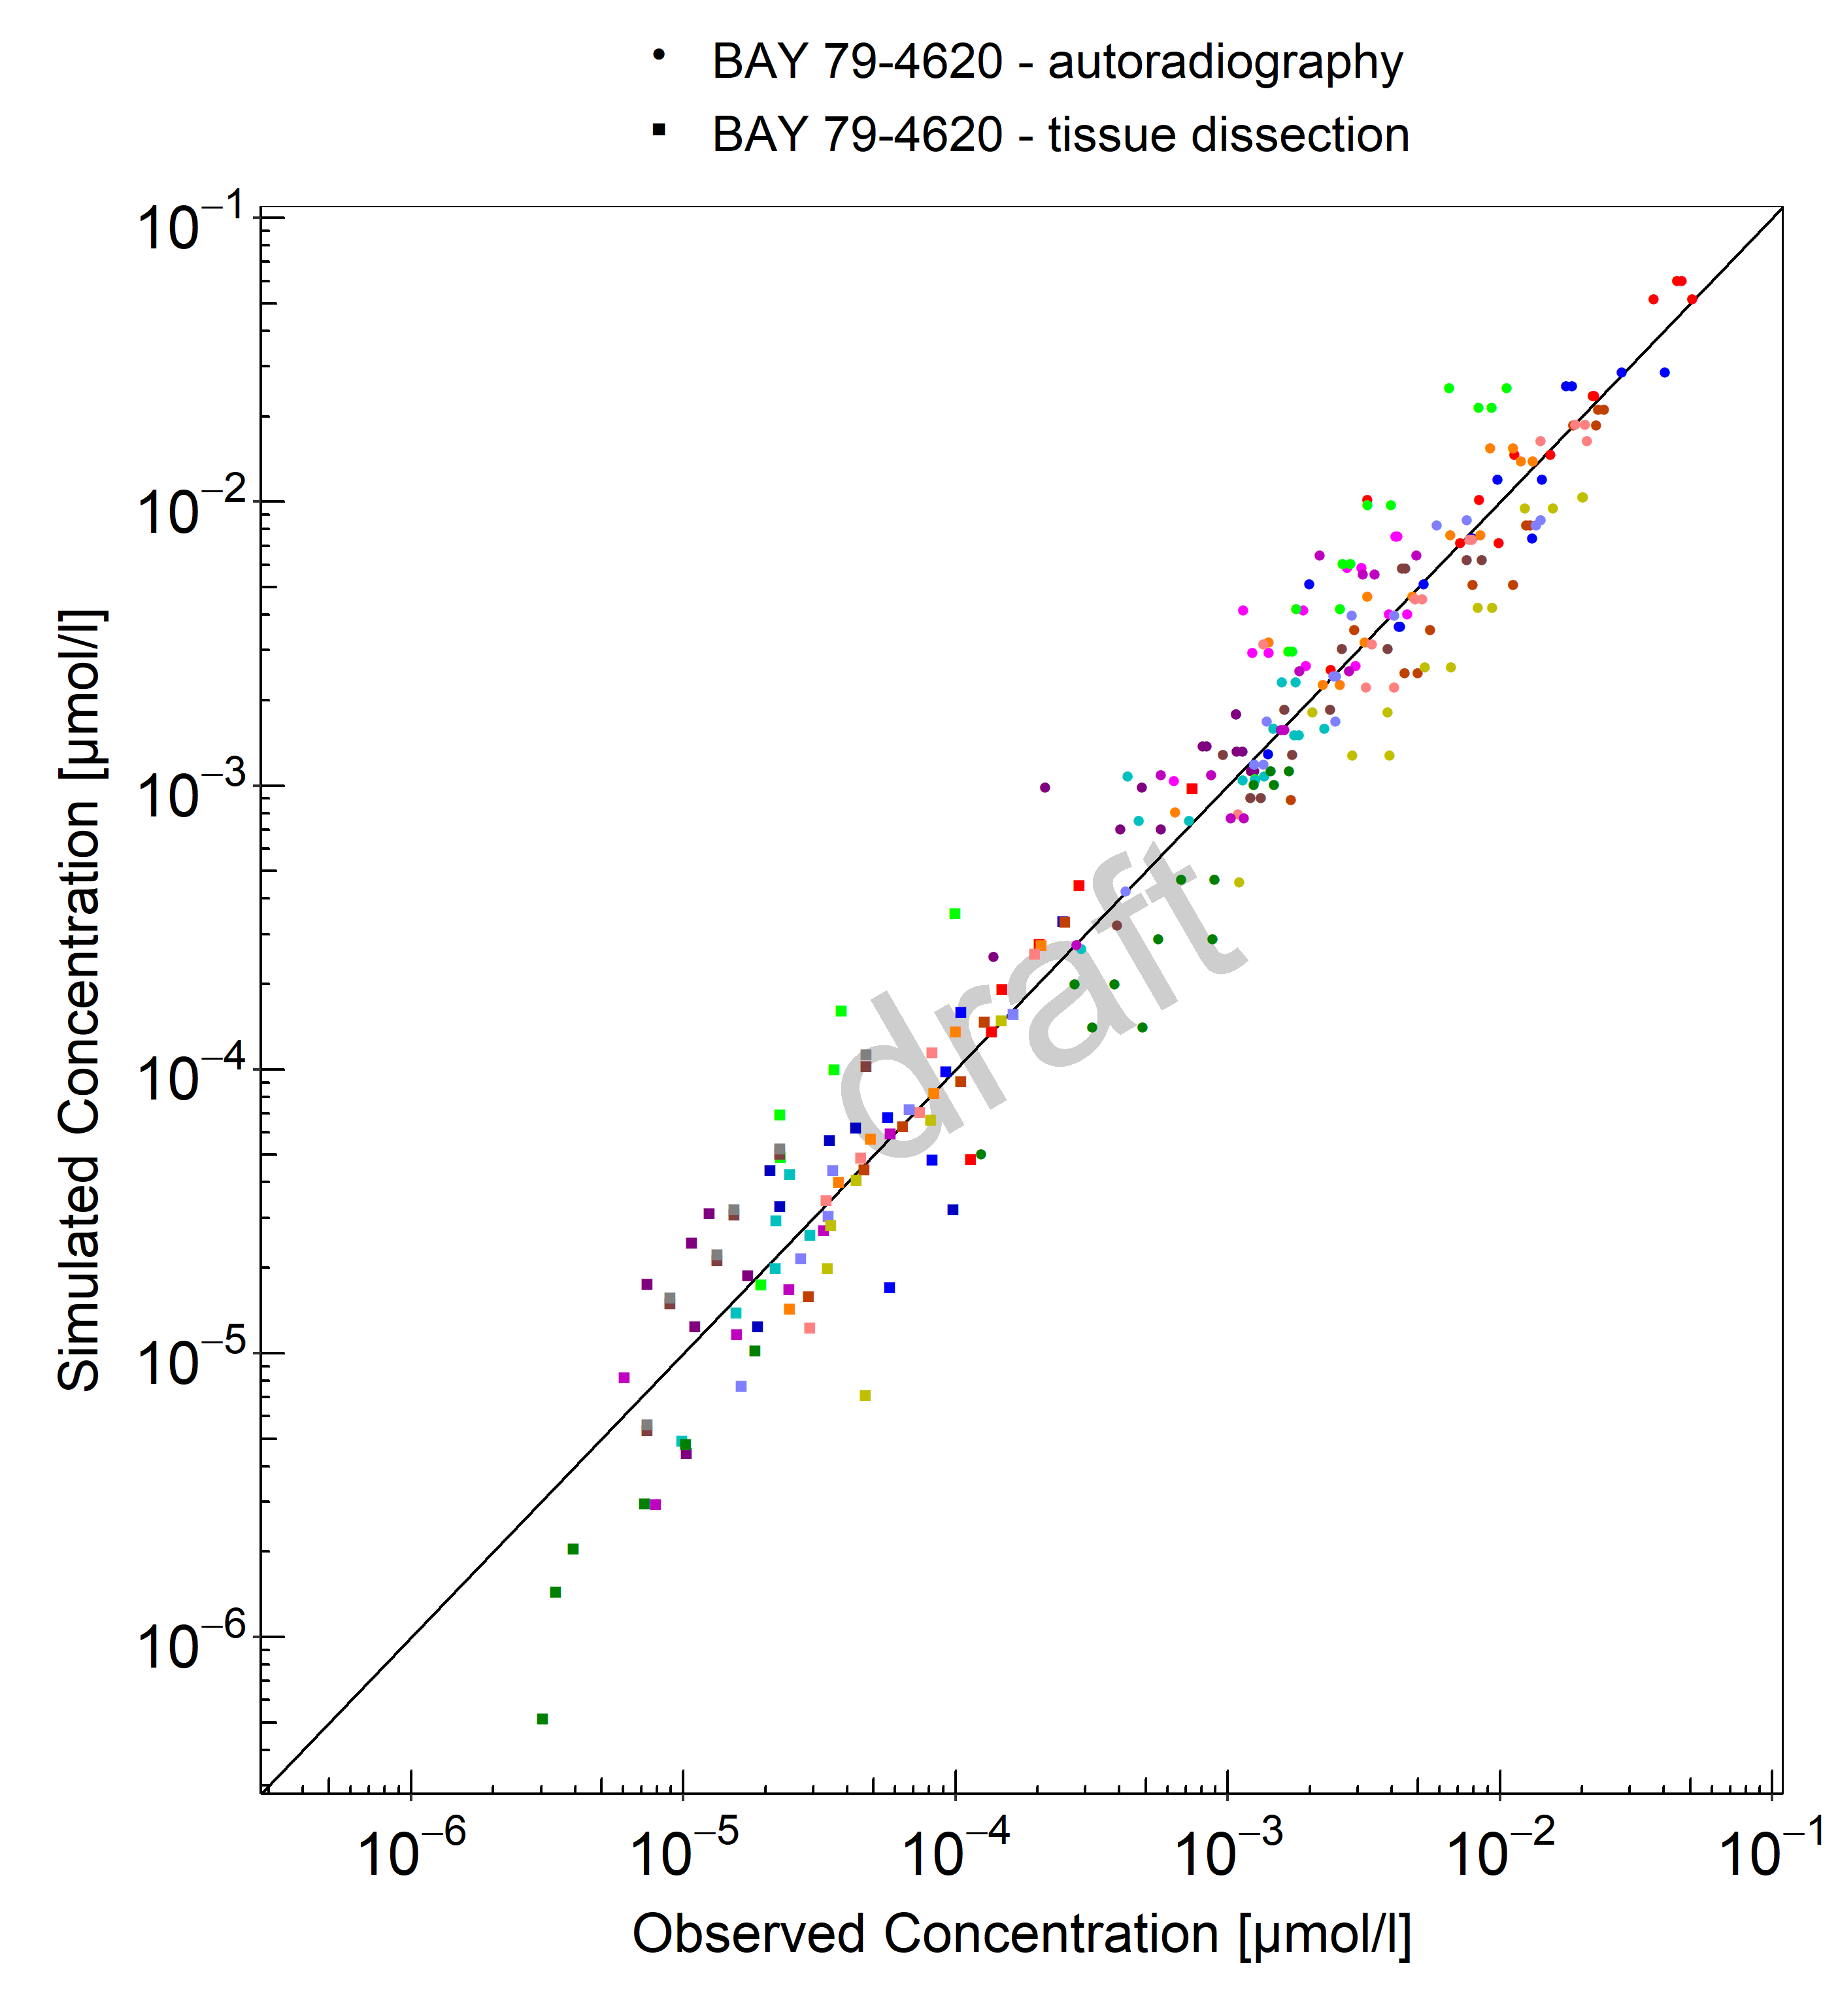 BAY 79-4620 - autoradiography
BAY 79-4620 - tissue dissection
10−1
10−2
10−3
10−4
10−5
10−6
Simulated Concentration [µmol/l]
draft
10−6 10−5 10−4 10−3 10−2 10−1
Observed Concentration [µmol/l]